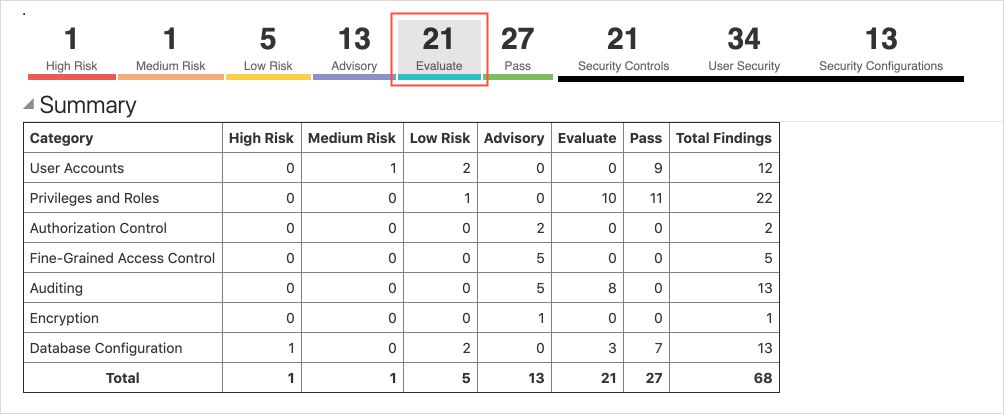 1 1 5 13 21 27 21 34 13
High Risk Medium Risk Low Risk Advisory Evaluate Pass Security Controls User Security Security Configurations
Summary
Category High Risk Medium Risk Low Risk Advisory Evaluate Pass Total Findings
User Accounts 0 1 2 0 0 9 12
Privileges and Roles 0 0 1 0 10 11 22
Authorization Control 0 0 0 2 0 0 2
Fine-Grained Access Control 0 0 0 5 0 0 5
Auditing 0 0 0 5 8 0 13
Encryption 0 0 0 1 0 0 1
Database Configuration 1 0 2 0 3 7 13
Total 1 1 5 13 21 27 68